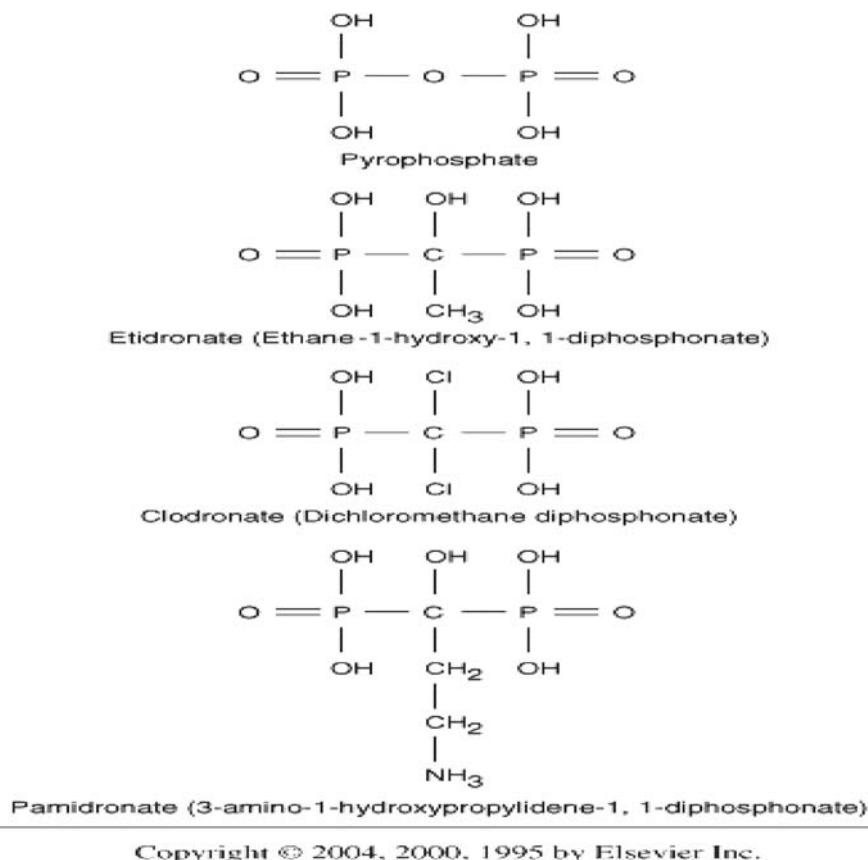 OH OH
O P O P O
OH OH
Pyrophosphate
OH OH OH
O P C P O
OH CH3 OH
Etidronate (Ethane-1-hydroxy-1, 1-diphosphonate)
OH Cl OH
O P C P O
OH Cl OH
Clodronate (Dichloromethane diphosphonate)
OH OH OH
O P C P O
OH CH2 OH
CH2
NH3
Pamidronate (3-amino-1-hydroxypropylidene-1, 1-diphosphonate)
Copyright © 2004, 2000, 1995 by Elsevier Inc.